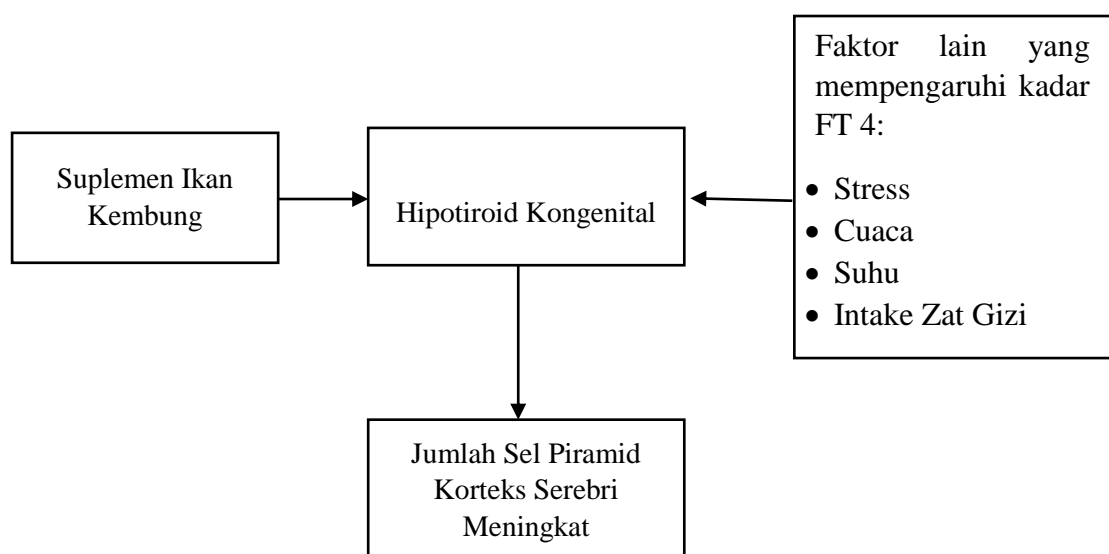 Suplemen Ikan
Kembung
Hipotiroid Kongenital
Faktor lain yang
mempengaruhi kadar
FT 4:
• Stress
• Cuaca
• Suhu
• Intake Zat Gizi
Jumlah Sel Piramid
Korteks Serebri
Meningkat